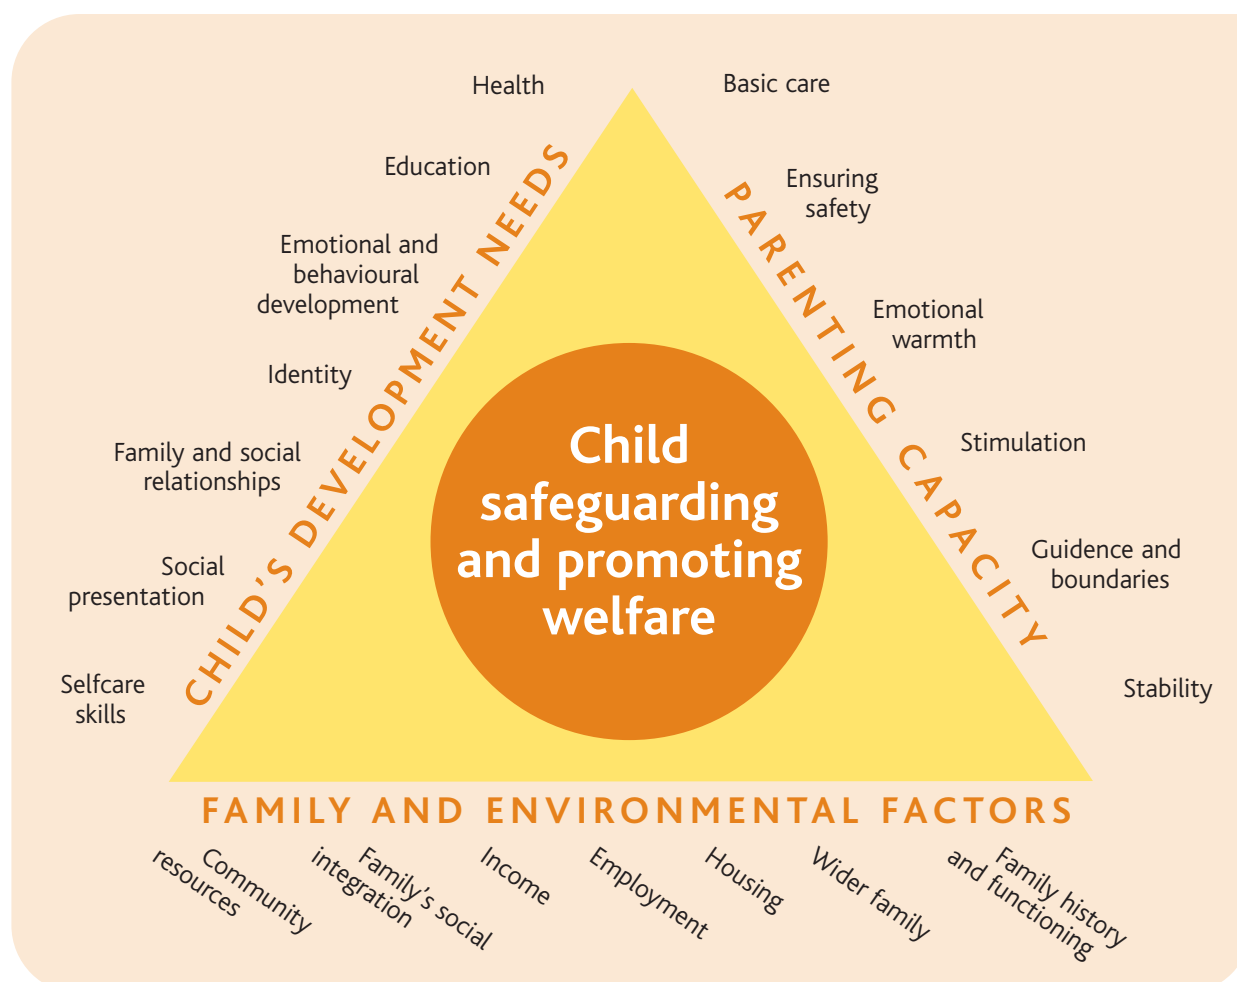 Health
Education
Emotional and
behavioural
development
Identity
Family and social
relationships
Social
presentation
Selfcare
skills
CHILD'S DEVELOPMENT NEEDS
Child
safeguarding
and promoting
welfare
PARENTING CAPACITY
Basic care
Ensuring
safety
Emotional
warmth
Stimulation
Guidence and
boundaries
Stability
FAMILY AND ENVIRONMENTAL FACTORS
Community
resources
Family's social
integration
Income
Employment
Housing
Wider family
Family history
and functioning